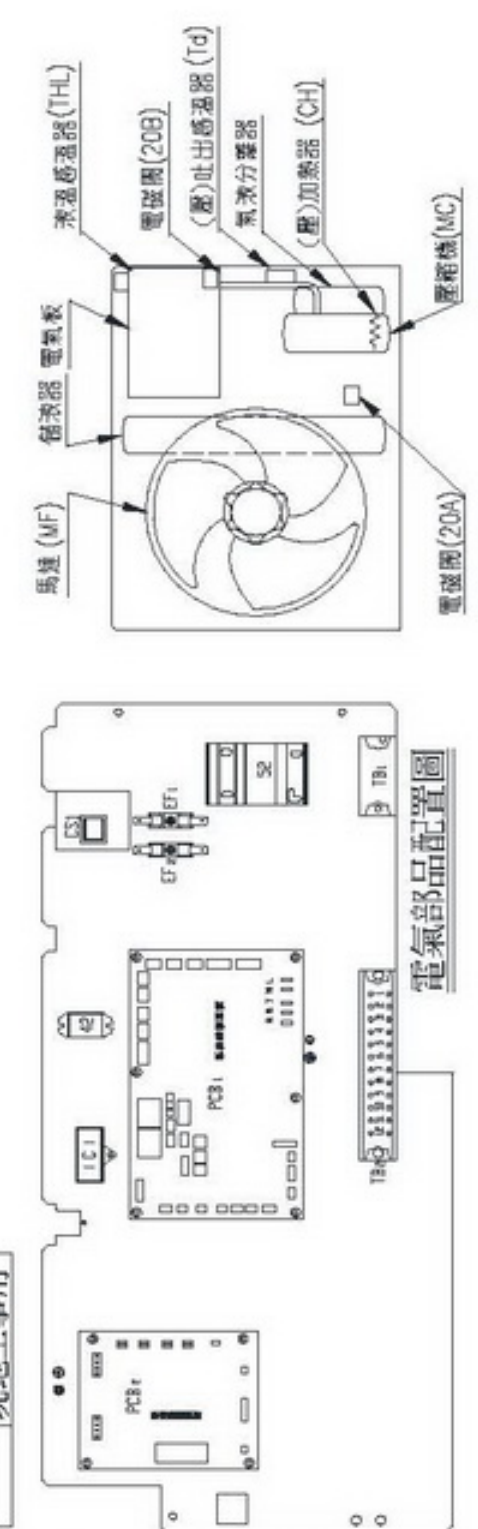 液溫感溫器(THL)
電磁閥(20B)
(壓)吐出感溫器(Td)
氣液分離器
(壓)加熱器(CH)
儲液器
電氣板
馬達(MF)
壓縮機(MC)
電磁閥(20A)
CS1
EF1
EF2
52
TB1
42
IC1
PCB1
PCB2
TB2
電氣部品配置圖